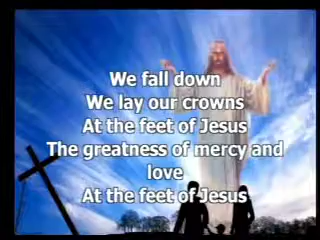 We fall down
We lay our crowns
At the feet of Jesus
The greatness of mercy and
love
At the feet of Jesus